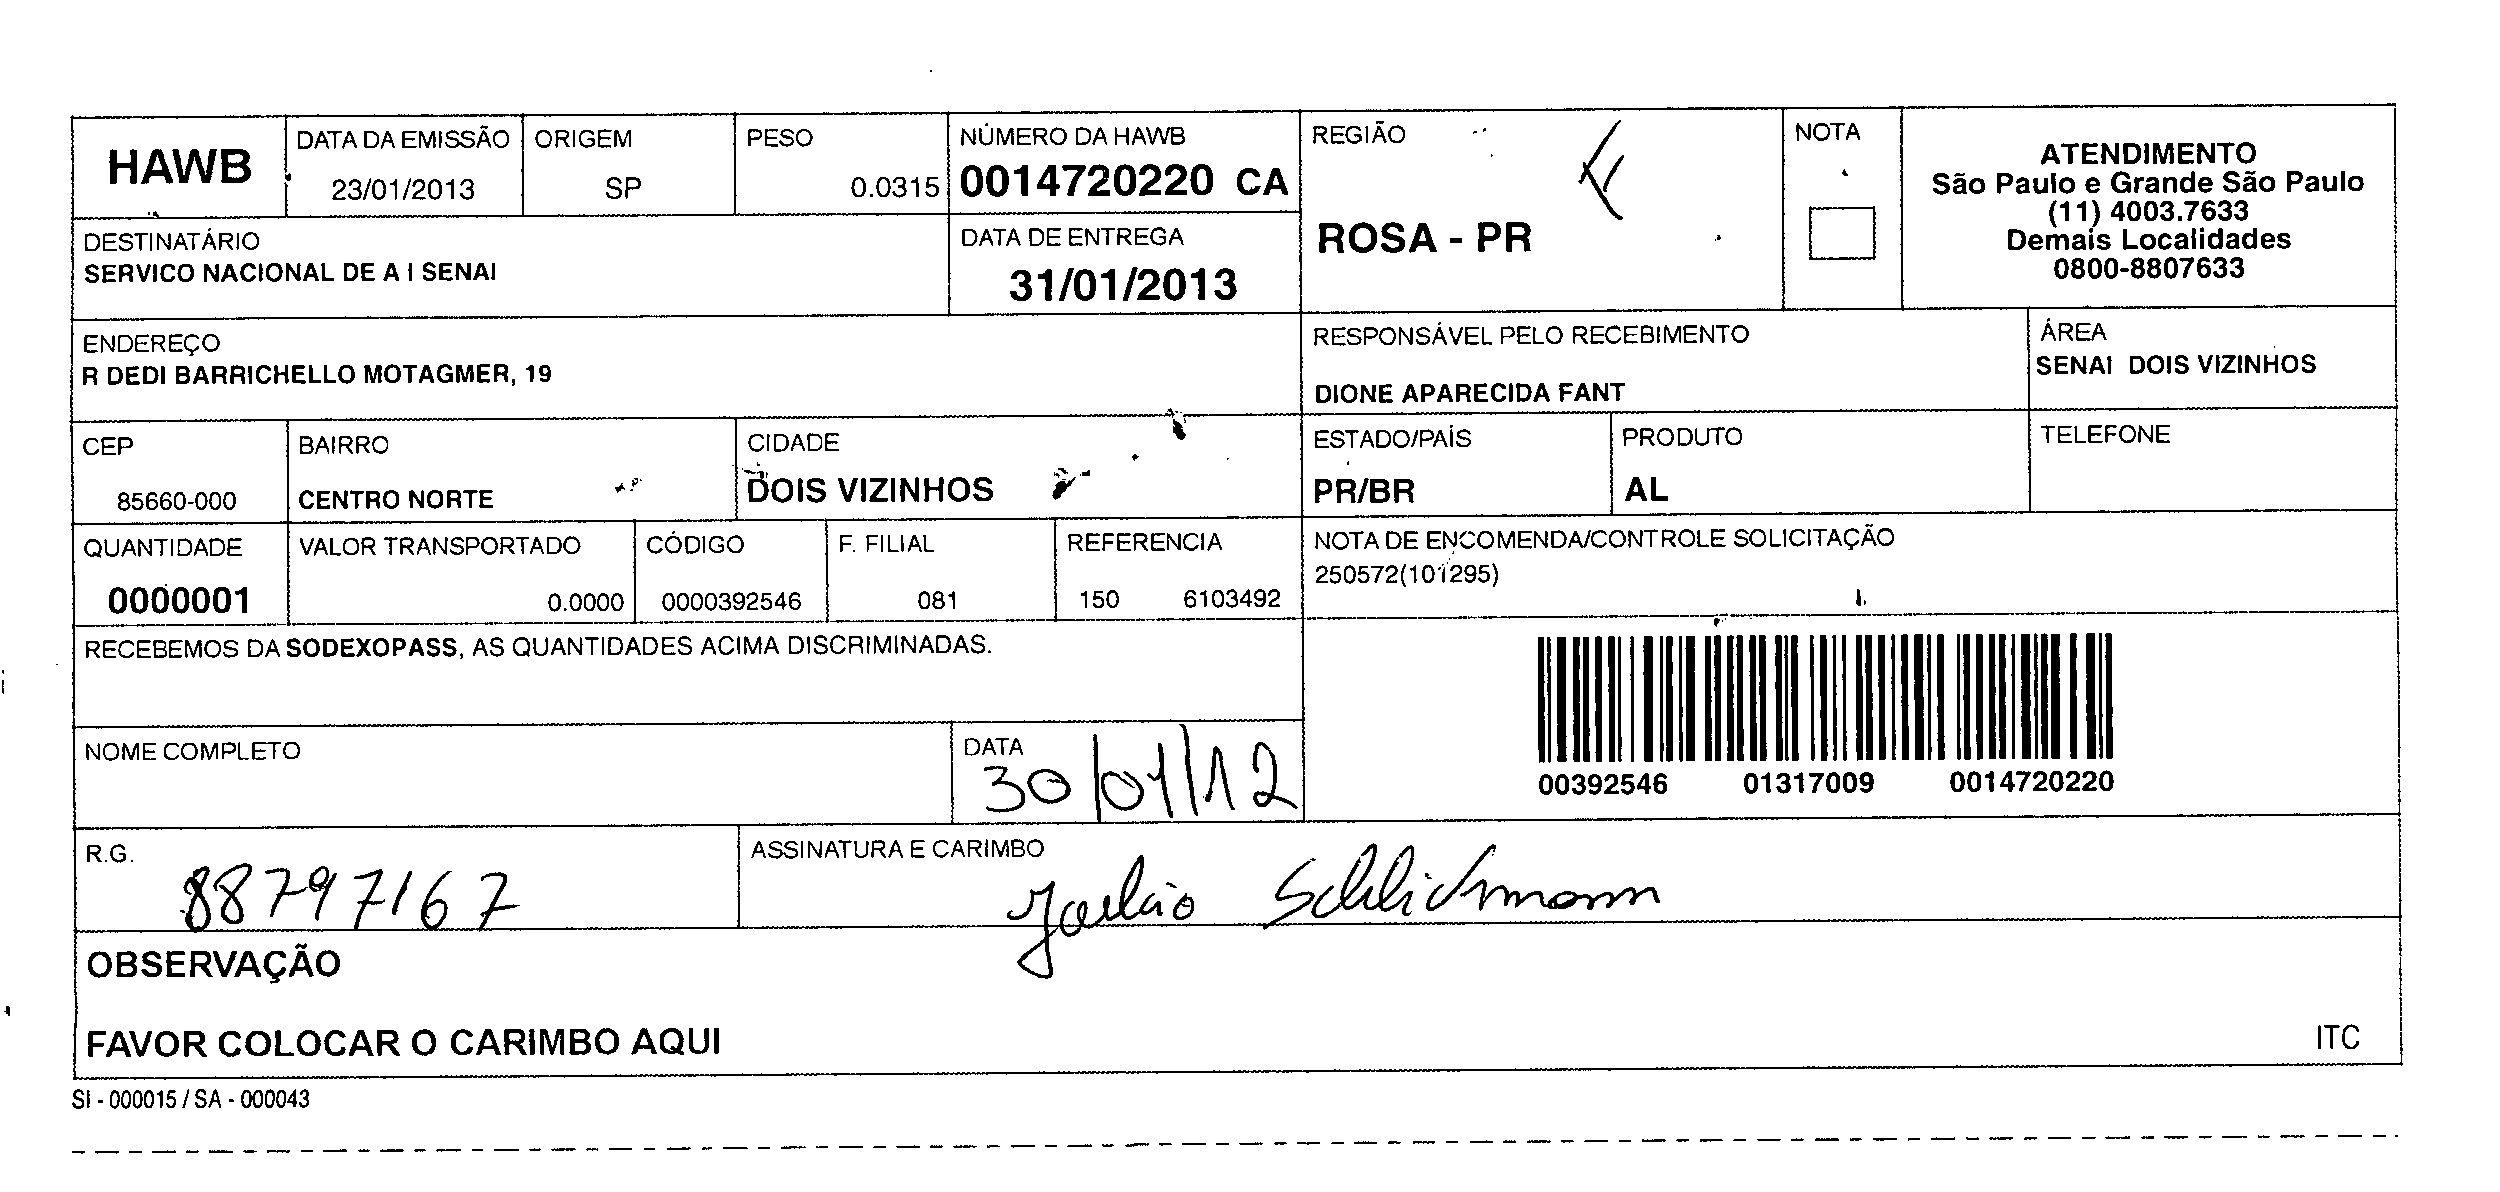 HAWB
DATA DA EMISSÃO
23/01/2013
ORIGEM
SP
PESO
0.0315
NÚMERO DA HAWB
0014720220 CA
REGIÃO
ROSA - PR
NOTA
ATENDIMENTO
São Paulo e Grande São Paulo
(11) 4003.7633
Demais Localidades
0800-8807633
DESTINATÁRIO
SERVICO NACIONAL DE A I SENAI
DATA DE ENTREGA
31/01/2013
ENDEREÇO
R DEDI BARRICHELLO MOTAGMER, 19
RESPONSÁVEL PELO RECEBIMENTO
DIONE APARECIDA FANT
ÁREA
SENAI DOIS VIZINHOS
CEP
85660-000
BAIRRO
CENTRO NORTE
CIDADE
DOIS VIZINHOS
ESTADO/PAÍS
PR/BR
PRODUTO
AL
TELEFONE
QUANTIDADE
0000001
VALOR TRANSPORTADO
0.0000
CÓDIGO
0000392546
F. FILIAL
081
REFERENCIA
150 6103492
NOTA DE ENCOMENDA/CONTROLE SOLICITAÇÃO
250572(101295)
RECEBEMOS DA SODEXOPASS, AS QUANTIDADES ACIMA DISCRIMINADAS.
00392546 01317009 0014720220
NOME COMPLETO
DATA
30/01/12
R.G.
88797167
ASSINATURA E CARIMBO
Schlichmann
OBSERVAÇÃO
FAVOR COLOCAR O CARIMBO AQUI
ITC
SI - 000015 / SA - 000043